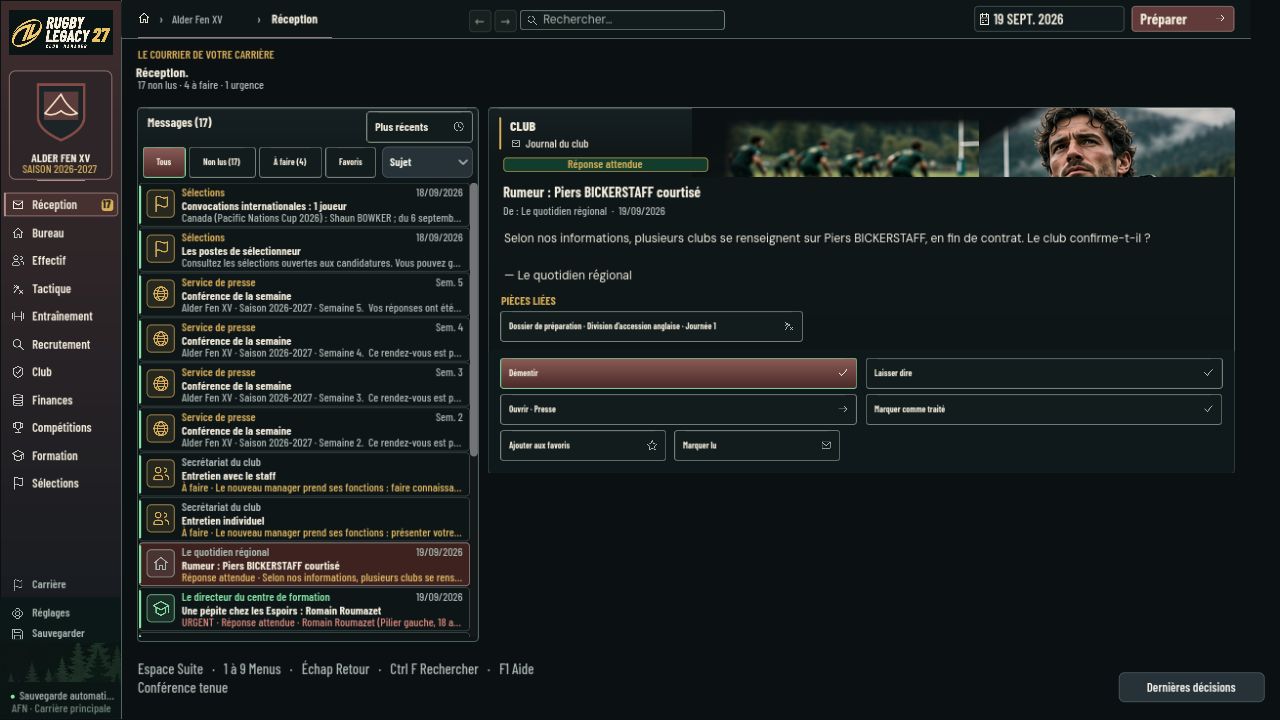 RUGBY
LEGACY 27
CLUB MANAGER
ALDER FEN XV
SAISON 2026-2027
Réception 17
Bureau
Effectif
Tactique
Entraînement
Recrutement
Club
Finances
Compétitions
Formation
Sélections
Carrière
Réglages
Sauvegarder
Sauvegarde automati...
AFN · Carrière principale
Alder Fen XV › Réception
Rechercher...
19 SEPT. 2026
Préparer
LE COURRIER DE VOTRE CARRIÈRE
Réception.
17 non lus · 4 à faire · 1 urgence
Messages (17)
Plus récents
Tous
Non lus (17)
À faire (4)
Favoris
Sujet
Sélections 18/09/2026
Convocations internationales : 1 joueur
Canada (Pacific Nations Cup 2026) : Shaun BOWKER ; du 6 septemb...
Sélections 18/09/2026
Les postes de sélectionneur
Consultez les sélections ouvertes aux candidatures. Vous pouvez g...
Service de presse Sem. 5
Conférence de la semaine
Alder Fen XV · Saison 2026-2027 · Semaine 5. Vos réponses ont été...
Service de presse Sem. 4
Conférence de la semaine
Alder Fen XV · Saison 2026-2027 · Semaine 4. Ce rendez-vous est p...
Service de presse Sem. 3
Conférence de la semaine
Alder Fen XV · Saison 2026-2027 · Semaine 3. Ce rendez-vous est p...
Service de presse Sem. 2
Conférence de la semaine
Alder Fen XV · Saison 2026-2027 · Semaine 2. Ce rendez-vous est p...
Secrétariat du club
Entretien avec le staff
À faire · Le nouveau manager prend ses fonctions : faire connaissa...
Secrétariat du club
Entretien individuel
À faire · Le nouveau manager prend ses fonctions : présenter votre...
Le quotidien régional 19/09/2026
Rumeur : Piers BICKERSTAFF courtisé
Réponse attendue · Selon nos informations, plusieurs clubs se rens...
Le directeur du centre de formation 19/09/2026
Une pépite chez les Espoirs : Romain Roumazet
URGENT · Réponse attendue · Romain Roumazet (Pilier gauche, 18 a...
CLUB
Journal du club
Réponse attendue
Rumeur : Piers BICKERSTAFF courtisé
De : Le quotidien régional · 19/09/2026
Selon nos informations, plusieurs clubs se renseignent sur Piers BICKERSTAFF, en fin de contrat. Le club confirme-t-il ?
— Le quotidien régional
PIÈCES LIÉES
Dossier de préparation · Division d'accession anglaise · Journée 1
Démentir
Laisser dire
Ouvrir · Presse
Marquer comme traité
Ajouter aux favoris
Marquer lu
Espace Suite · 1 à 9 Menus · Échap Retour · Ctrl F Rechercher · F1 Aide
Conférence tenue
Dernières décisions